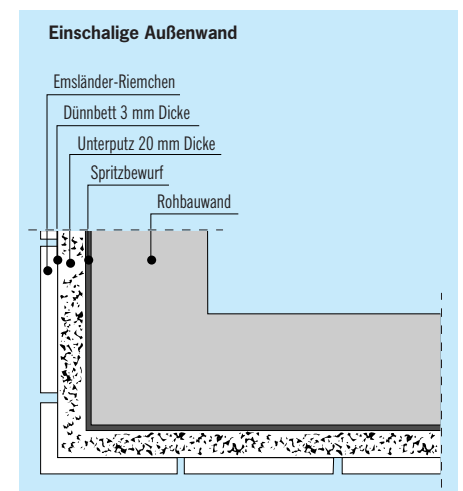 Einschalige Außenwand
Emsländer-Riemchen
Dünnbett 3 mm Dicke
Unterputz 20 mm Dicke
Spritzbewurf
Rohbauwand